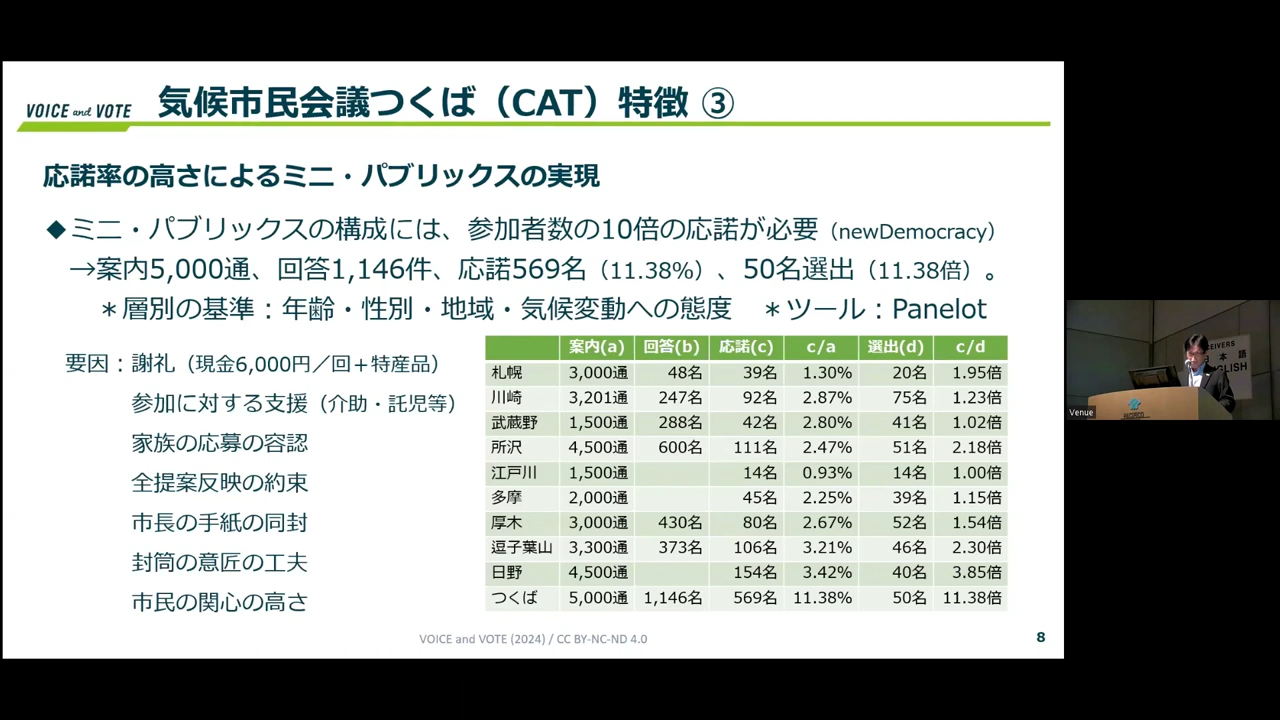 VOICE and VOTE
気候市民会議つくば（CAT）特徴 ③
応諾率の高さによるミニ・パブリックスの実現
◆ミニ・パブリックスの構成には、参加者数の10倍の応諾が必要（newDemocracy）
→案内5,000通、回答1,146件、応諾569名（11.38%）、50名選出（11.38倍）。
＊層別の基準：年齢・性別・地域・気候変動への態度 ＊ツール：Panelot
要因：謝礼（現金6,000円／回＋特産品）
参加に対する支援（介助・託児等）
家族の応募の容認
全提案反映の約束
市長の手紙の同封
封筒の意匠の工夫
市民の関心の高さ
案内(a) 回答(b) 応諾(c) c/a 選出(d) c/d
札幌 3,000通 48名 39名 1.30% 20名 1.95倍
川崎 3,201通 247名 92名 2.87% 75名 1.23倍
武蔵野 1,500通 288名 42名 2.80% 41名 1.02倍
所沢 4,500通 600名 111名 2.47% 51名 2.18倍
江戸川 1,500通 14名 0.93% 14名 1.00倍
多摩 2,000通 45名 2.25% 39名 1.15倍
厚木 3,000通 430名 80名 2.67% 52名 1.54倍
逗子葉山 3,300通 373名 106名 3.21% 46名 2.30倍
日野 4,500通 154名 3.42% 40名 3.85倍
つくば 5,000通 1,146名 569名 11.38% 50名 11.38倍
VOICE and VOTE (2024) / CC BY-NC-ND 4.0
8
Venue